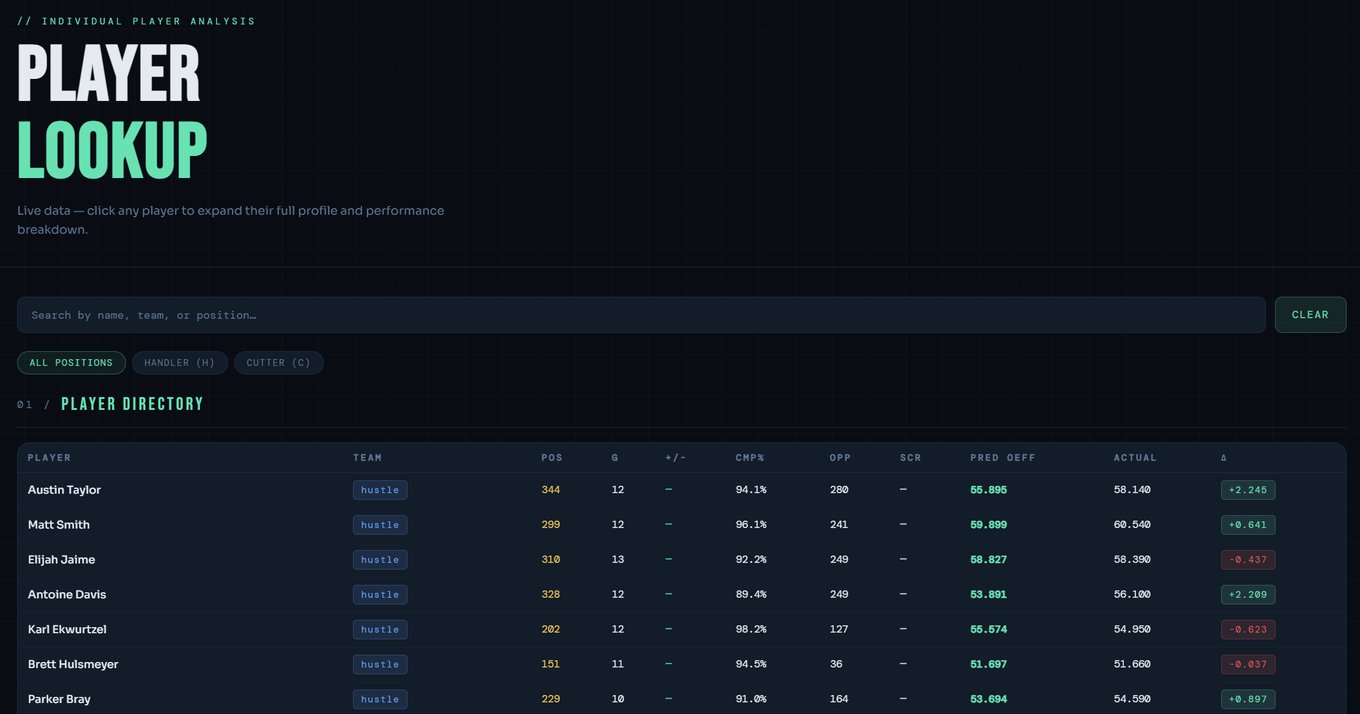 // INDIVIDUAL PLAYER ANALYSIS
PLAYER
LOOKUP
Live data — click any player to expand their full profile and performance
breakdown.
Search by name, team, or position…
CLEAR
ALL POSITIONS HANDLER (H) CUTTER (C)
01 / PLAYER DIRECTORY
PLAYER TEAM POS G +/- CMP% OPP SCR PRED OEFF ACTUAL Δ
Austin Taylor hustle 344 12 — 94.1% 280 — 55.895 58.140 +2.245
Matt Smith hustle 299 12 — 96.1% 241 — 59.899 60.540 +0.641
Elijah Jaime hustle 310 13 — 92.2% 249 — 58.827 58.390 -0.437
Antoine Davis hustle 328 12 — 89.4% 249 — 53.891 56.100 +2.209
Karl Ekwurtzel hustle 202 12 — 98.2% 127 — 55.574 54.950 -0.623
Brett Hulsmeyer hustle 151 11 — 94.5% 36 — 51.697 51.660 -0.037
Parker Bray hustle 229 10 — 91.0% 164 — 53.694 54.590 +0.897